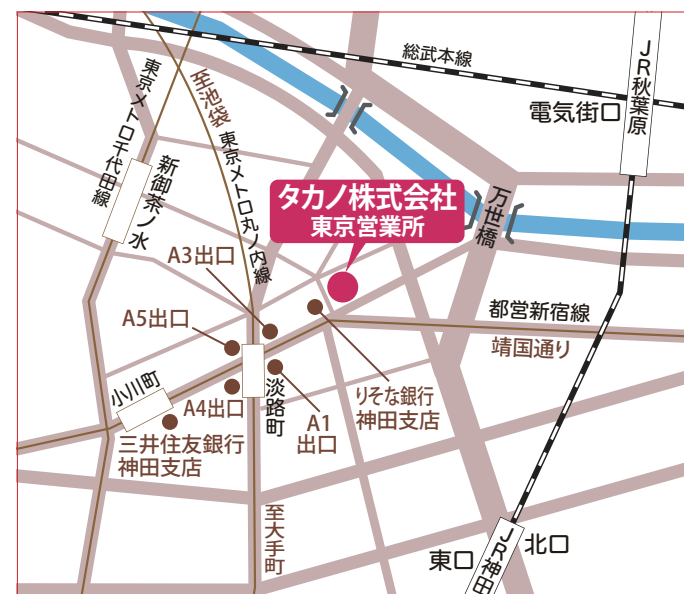 総武本線
JR秋葉原
電気街口
至池袋
東京メトロ千代田線
東京メトロ丸ノ内線
新御茶ノ水
タカノ株式会社
東京営業所
万世橋
A3出口
A5出口
都営新宿線
靖国通り
小川町
A4出口
淡路町
A1
出口
りそな銀行
神田支店
三井住友銀行
神田支店
至大手町
東口
北口
JR神田